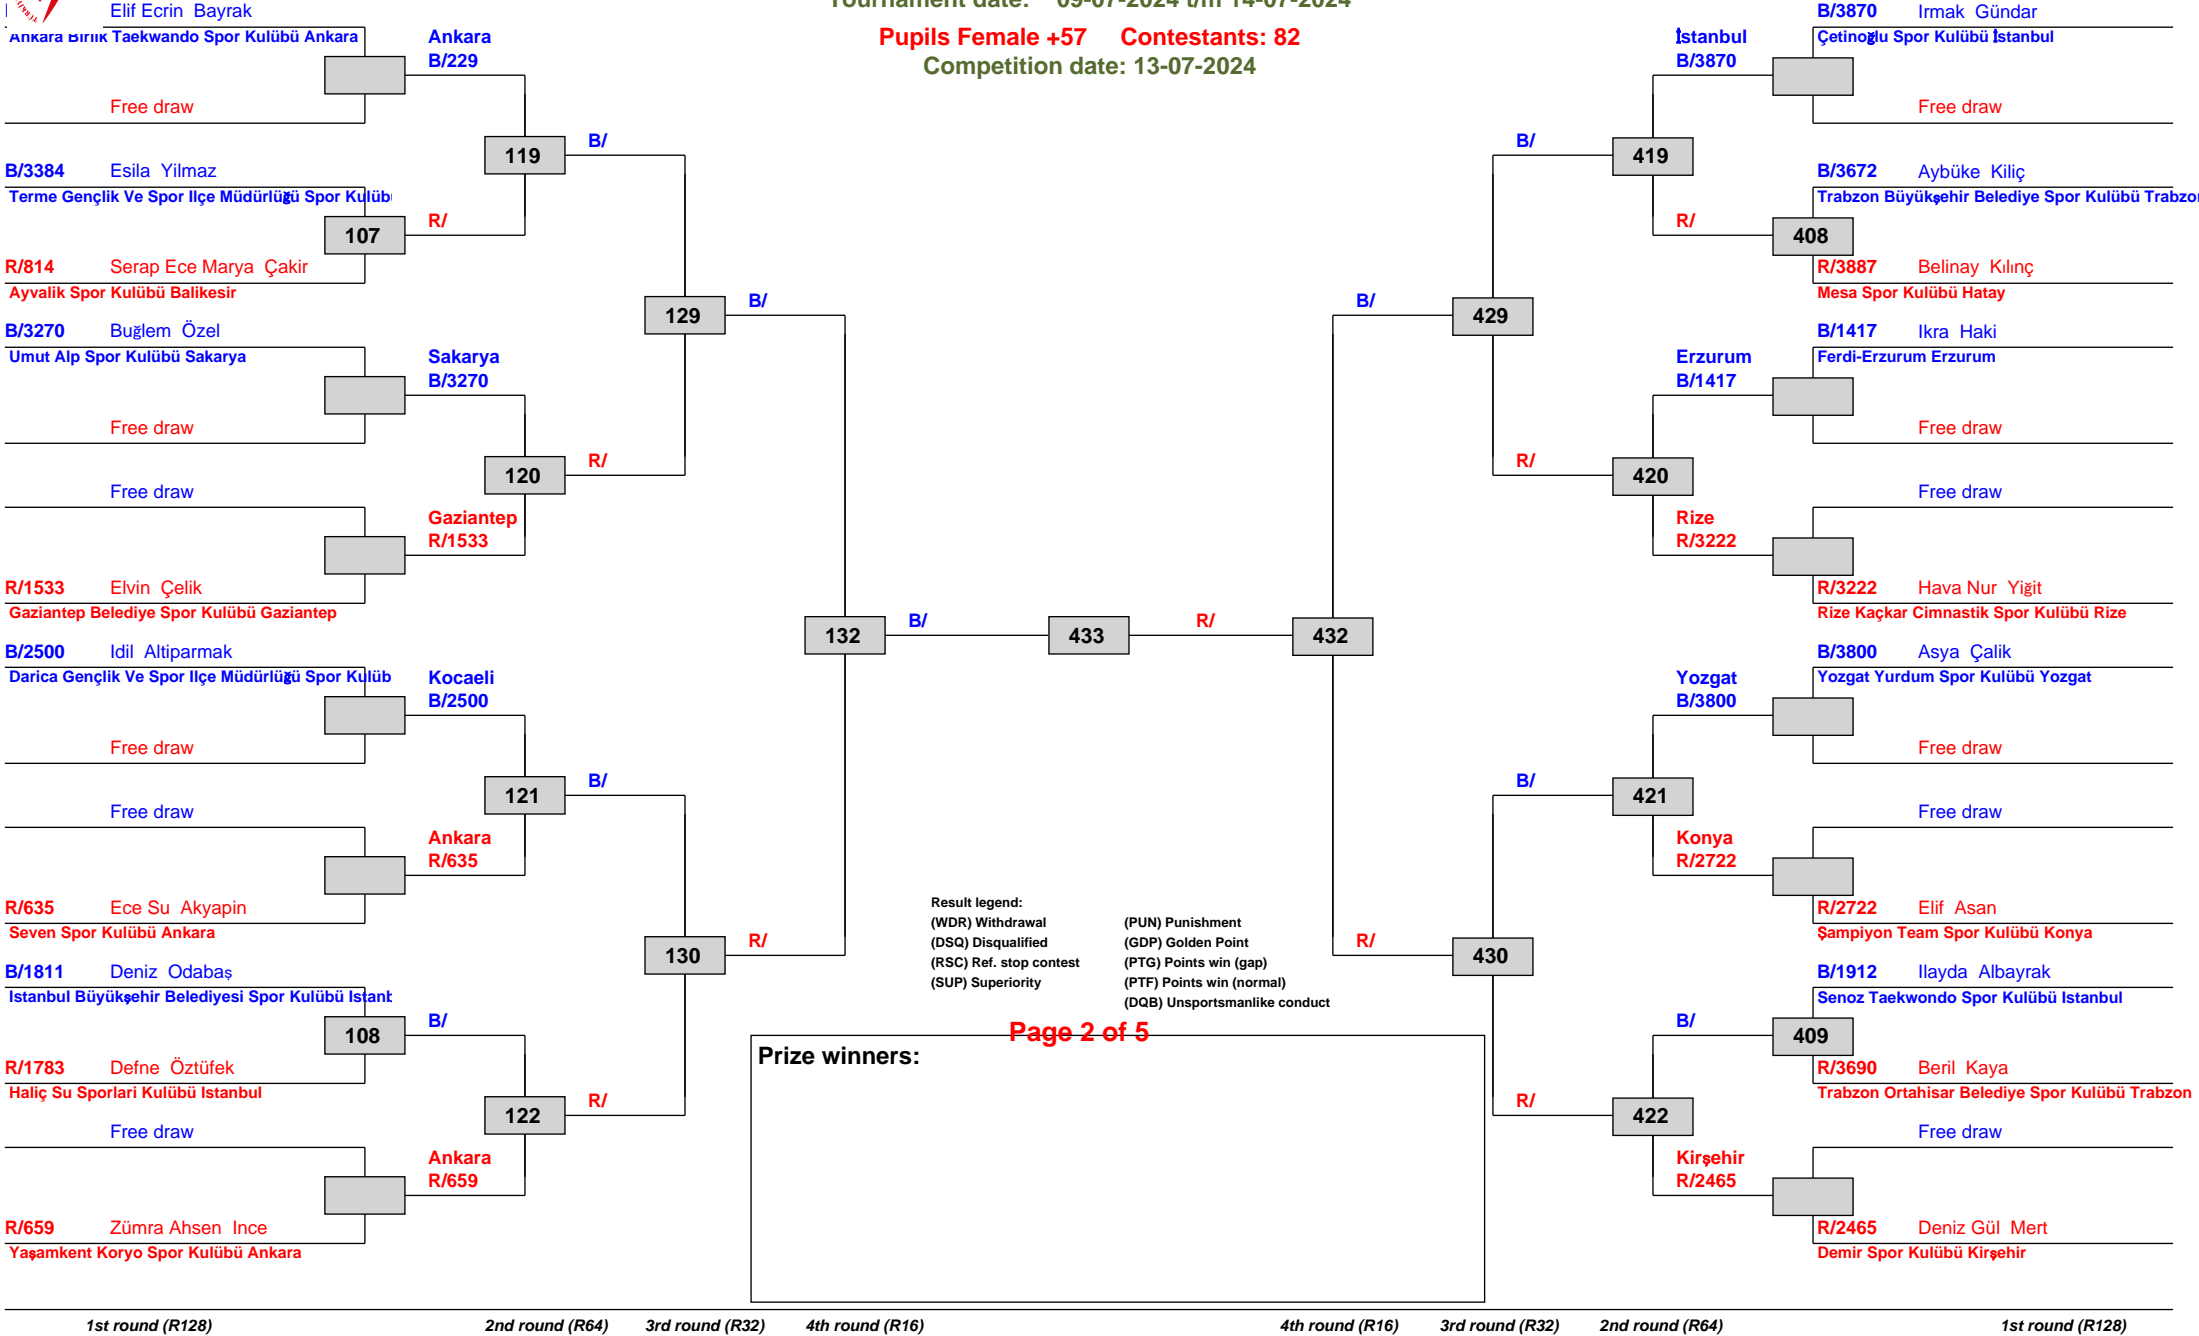 Tournament date: 09-07-2024 t/m 14-07-2024
Pupils Female +57 Contestants: 82
Competition date: 13-07-2024
Elif Ecrin Bayrak
Ankara Birlik Taekwando Spor Kulübü Ankara
Free draw
Ankara
B/229
B/3384 Esila Yilmaz
Terme Gençlik Ve Spor Ilçe Müdürlüğü Spor Kulüb
107
R/814 Serap Ece Marya Çakir
Ayvalik Spor Kulübü Balikesir
R/
119
B/
B/3270 Buğlem Özel
Umut Alp Spor Kulübü Sakarya
Free draw
Sakarya
B/3270
120
R/
Free draw
Gaziantep
R/1533
R/1533 Elvin Çelik
Gaziantep Belediye Spor Kulübü Gaziantep
129
B/
B/2500 Idil Altiparmak
Darica Gençlik Ve Spor Ilçe Müdürlüğü Spor Kulüb
Free draw
Kocaeli
B/2500
121
B/
Free draw
Ankara
R/635
R/635 Ece Su Akyapin
Seven Spor Kulübü Ankara
130
R/
B/1811 Deniz Odabaş
Istanbul Büyükşehir Belediyesi Spor Kulübü Istanb
108
B/
R/1783 Defne Öztüfek
Haliç Su Sporlari Kulübü Istanbul
122
R/
Free draw
Ankara
R/659
R/659 Zümra Ahsen Ince
Yaşamkent Koryo Spor Kulübü Ankara
132
B/
433
R/
432
B/
R/
B/3870 Irmak Gündar
Çetinoğlu Spor Kulübü İstanbul
Free draw
İstanbul
B/3870
419
B/
B/3672 Aybüke Kiliç
Trabzon Büyükşehir Belediye Spor Kulübü Trabzon
408
R/
R/3887 Belinay Kılınç
Mesa Spor Kulübü Hatay
429
B/1417 Ikra Haki
Ferdi-Erzurum Erzurum
Free draw
Erzurum
B/1417
420
R/
Free draw
Rize
R/3222
R/3222 Hava Nur Yiğit
Rize Kaçkar Cimnastik Spor Kulübü Rize
B/3800 Asya Çalik
Yozgat Yurdum Spor Kulübü Yozgat
Free draw
Yozgat
B/3800
421
B/
Free draw
Konya
R/2722
R/2722 Elif Asan
Şampiyon Team Spor Kulübü Konya
430
B/1912 Ilayda Albayrak
Senoz Taekwondo Spor Kulübü Istanbul
409
B/
R/3690 Beril Kaya
Trabzon Ortahisar Belediye Spor Kulübü Trabzon
422
R/
Free draw
Kirşehir
R/2465
R/2465 Deniz Gül Mert
Demir Spor Kulübü Kirşehir
Result legend:
(WDR) Withdrawal (PUN) Punishment
(DSQ) Disqualified (GDP) Golden Point
(RSC) Ref. stop contest (PTG) Points win (gap)
(SUP) Superiority (PTF) Points win (normal)
(DQB) Unsportsmanlike conduct
Page 2 of 5
Prize winners:
1st round (R128) 2nd round (R64) 3rd round (R32) 4th round (R16) 4th round (R16) 3rd round (R32) 2nd round (R64) 1st round (R128)